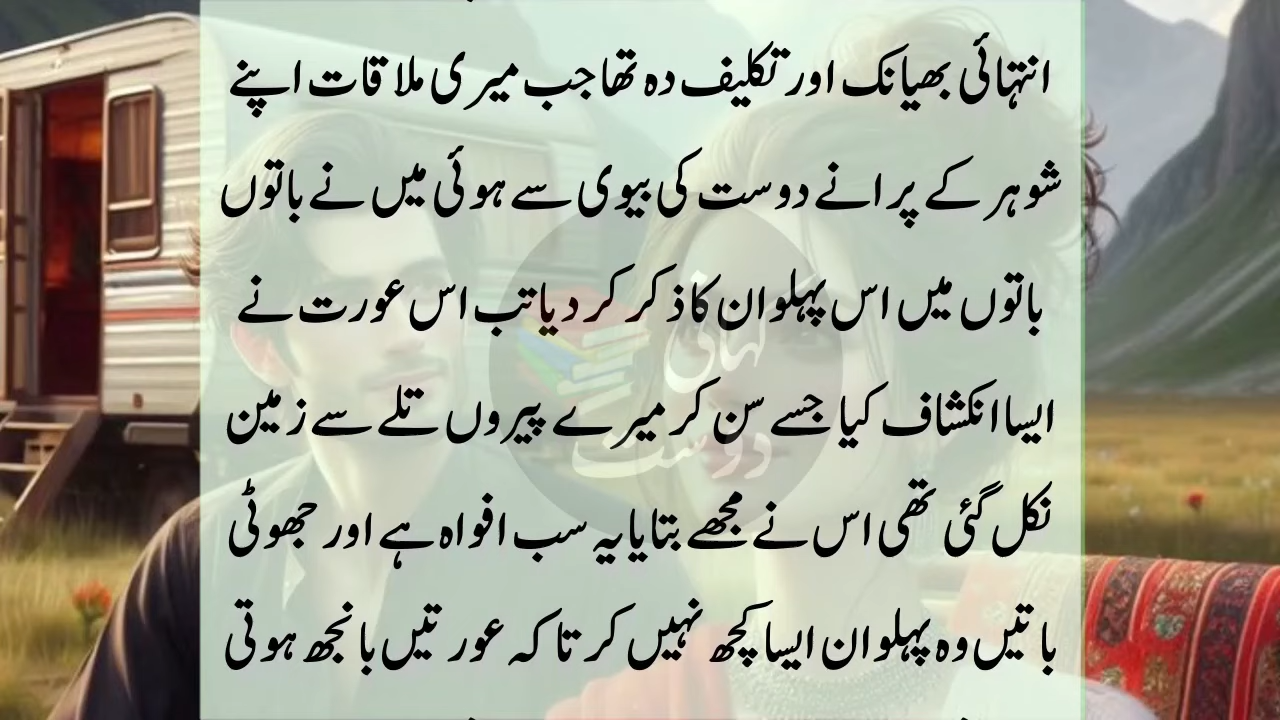 انتہائی بھیانک اور تکلیف دہ تھا جب میری ملاقات اپنے
شوہر کے پرانے دوست کی بیوی سے ہوئی میں نے باتوں
باتوں میں اس پہلوان کا ذکر کر دیا تب اس عورت نے
ایسا انکشاف کیا جسے سن کر میرے پیروں تلے سے زمین
نکل گئی تھی اس نے مجھے بتایا یہ سب افواہ ہے اور جھوٹی
باتیں وہ پہلوان ایسا کچھ نہیں کرتا کہ عورتیں بانجھ ہوتی
کہانی
دوست